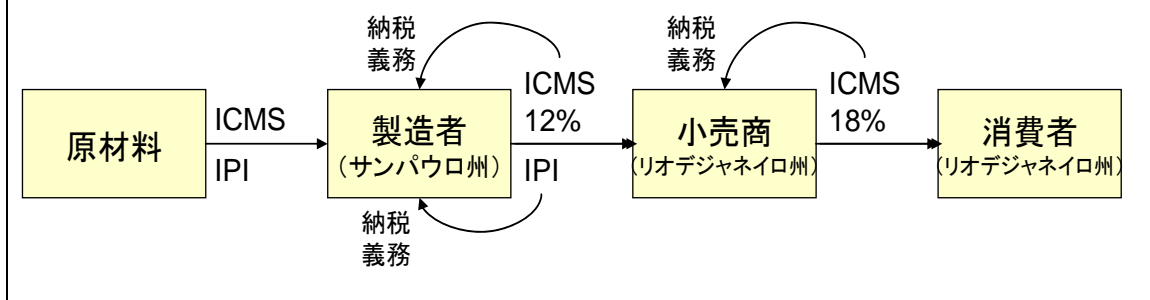 納税
義務
納税
義務
原材料
ICMS
IPI
製造者
(サンパウロ州)
ICMS
12%
IPI
小売商
(リオデジャネイロ州)
ICMS
18%
消費者
(リオデジャネイロ州)
納税
義務